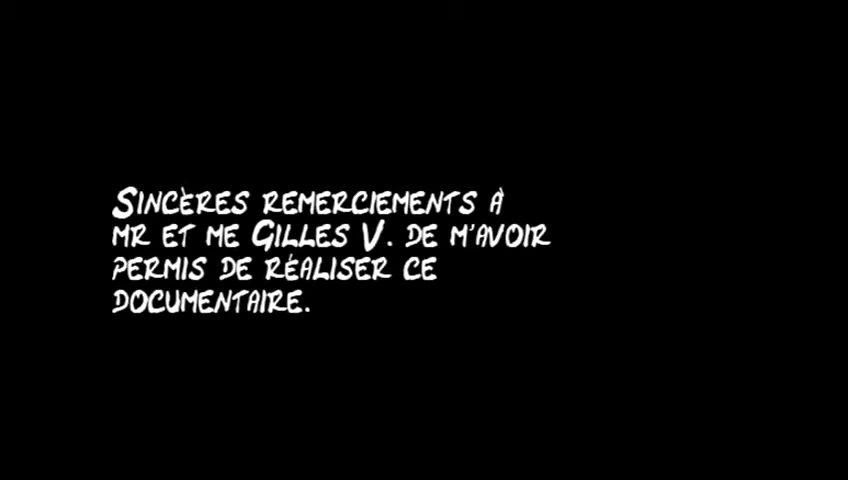 Sincères remerciements à
mr et me Gilles V. de m'avoir
permis de réaliser ce
documentaire.